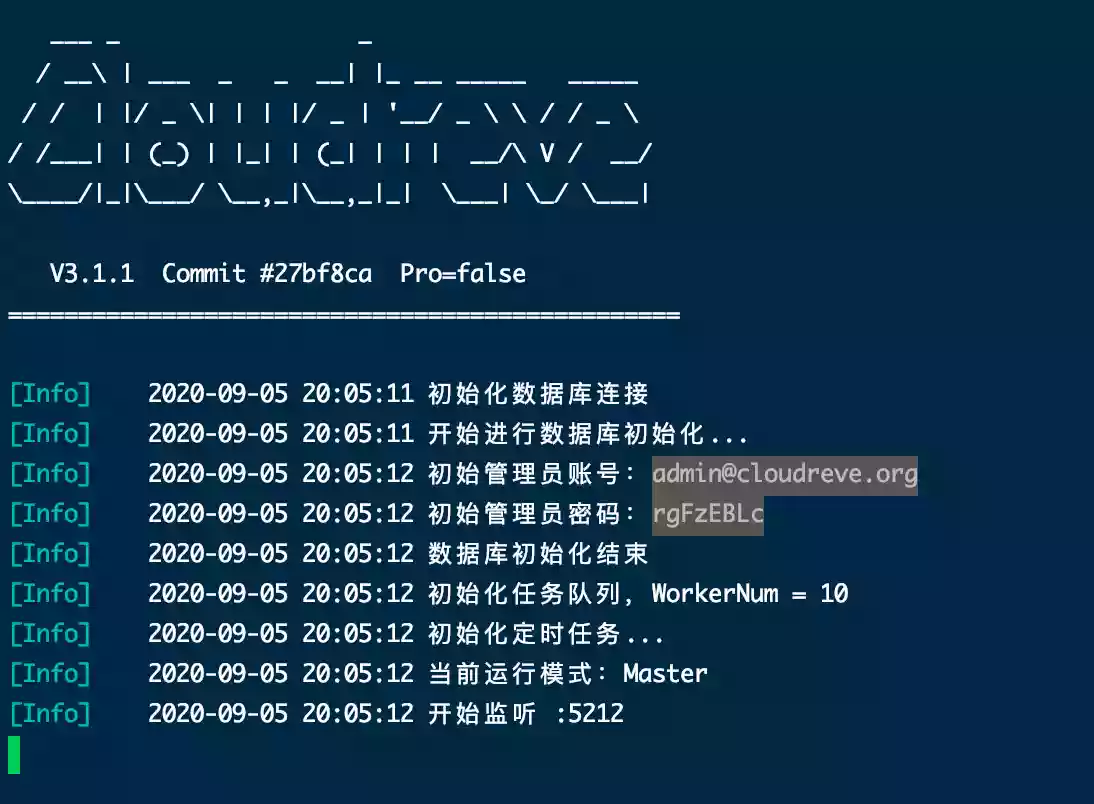 ___ _                 _
  / __\ | ___  _   _  __| |_ __ _____   _____
 / /  | |/ _ \| | | |/ _ | '__/ _ \ \ / / _ \
/ /___| | (_) | |_| | (_| | | |  __/\ V /  __/
\____/|_|\___/ \__,_|\__,_|_|  \___| \_/ \___|
V3.1.1  Commit #27bf8ca  Pro=false
================================================
[Info]    2020-09-05 20:05:11 初始化数据库连接
[Info]    2020-09-05 20:05:11 开始进行数据库初始化...
[Info]    2020-09-05 20:05:12 初始管理员账号：admin@cloudreve.org
[Info]    2020-09-05 20:05:12 初始管理员密码：rgFzEBLc
[Info]    2020-09-05 20:05:12 数据库初始化结束
[Info]    2020-09-05 20:05:12 初始化任务队列，WorkerNum = 10
[Info]    2020-09-05 20:05:12 初始化定时任务...
[Info]    2020-09-05 20:05:12 当前运行模式：Master
[Info]    2020-09-05 20:05:12 开始监听 :5212